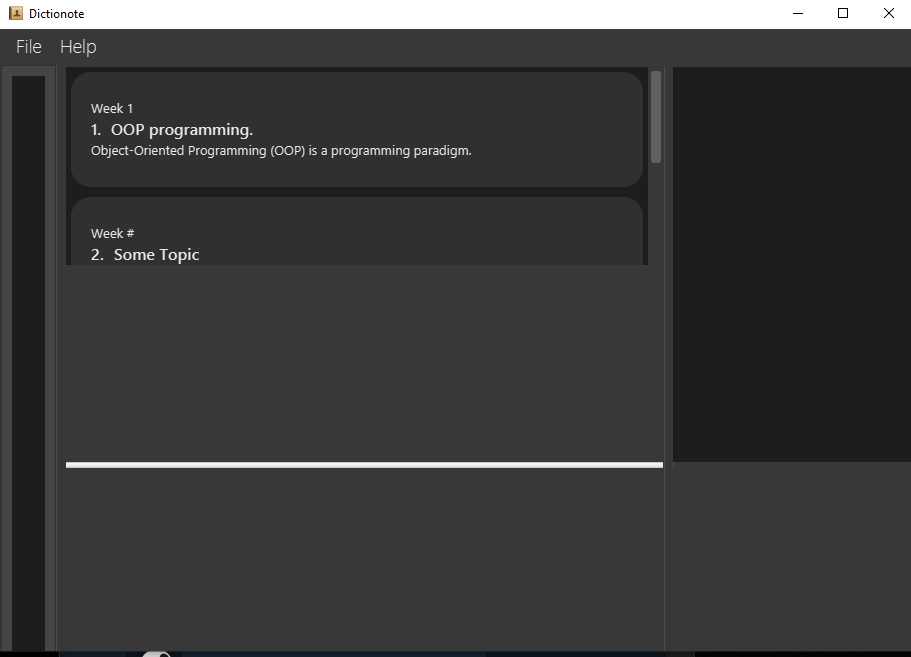 Dictionote
File Help
Week 1
1. OOP programming.
Object-Oriented Programming (OOP) is a programming paradigm.
Week #
2. Some Topic